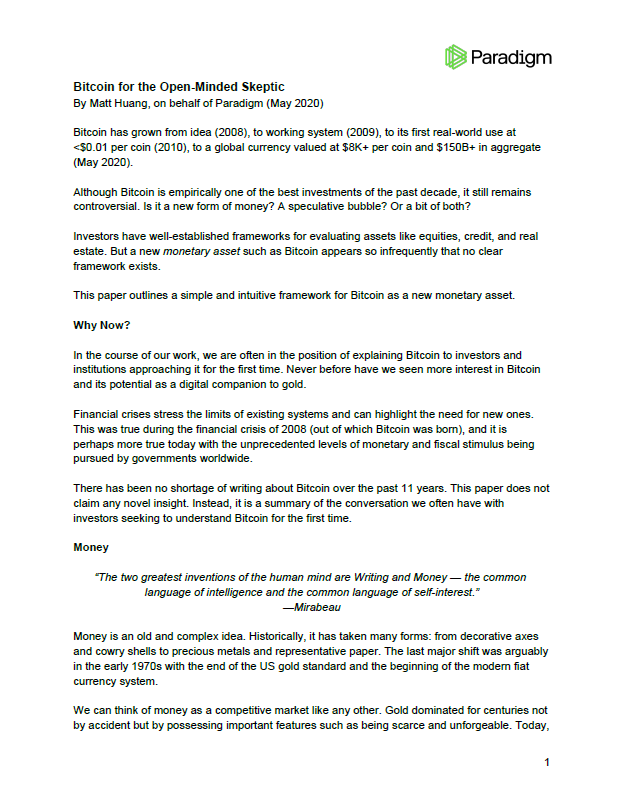 Paradigm
Bitcoin for the Open-Minded Skeptic
By Matt Huang, on behalf of Paradigm (May 2020)
Bitcoin has grown from idea (2008), to working system (2009), to its first real-world use at
<$0.01 per coin (2010), to a global currency valued at $8K+ per coin and $150B+ in aggregate
(May 2020).
Although Bitcoin is empirically one of the best investments of the past decade, it still remains
controversial. Is it a new form of money? A speculative bubble? Or a bit of both?
Investors have well-established frameworks for evaluating assets like equities, credit, and real
estate. But a new monetary asset such as Bitcoin appears so infrequently that no clear
framework exists.
This paper outlines a simple and intuitive framework for Bitcoin as a new monetary asset.
Why Now?
In the course of our work, we are often in the position of explaining Bitcoin to investors and
institutions approaching it for the first time. Never before have we seen more interest in Bitcoin
and its potential as a digital companion to gold.
Financial crises stress the limits of existing systems and can highlight the need for new ones.
This was true during the financial crisis of 2008 (out of which Bitcoin was born), and it is
perhaps more true today with the unprecedented levels of monetary and fiscal stimulus being
pursued by governments worldwide.
There has been no shortage of writing about Bitcoin over the past 11 years. This paper does not
claim any novel insight. Instead, it is a summary of the conversation we often have with
investors seeking to understand Bitcoin for the first time.
Money
“The two greatest inventions of the human mind are Writing and Money — the common
language of intelligence and the common language of self-interest.”
—Mirabeau
Money is an old and complex idea. Historically, it has taken many forms: from decorative axes
and cowry shells to precious metals and representative paper. The last major shift was arguably
in the early 1970s with the end of the US gold standard and the beginning of the modern fiat
currency system.
We can think of money as a competitive market like any other. Gold dominated for centuries not
by accident but by possessing important features such as being scarce and unforgeable. Today,
1